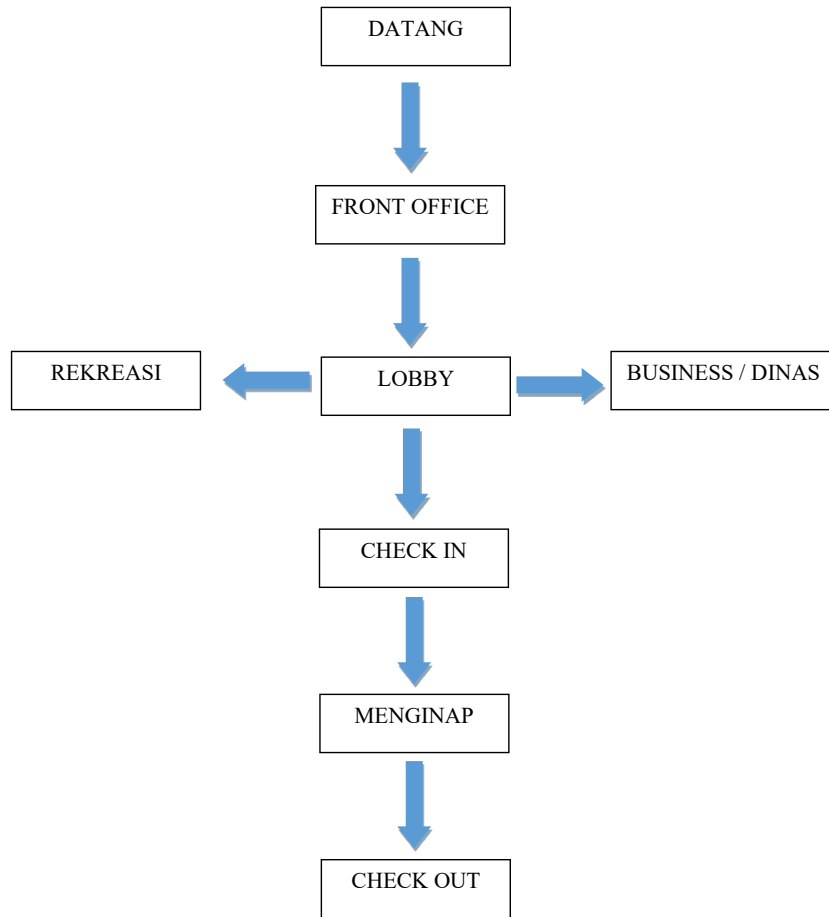 DATANG
FRONT OFFICE
REKREASI
LOBBY
BUSINESS / DINAS
CHECK IN
MENGINAP
CHECK OUT